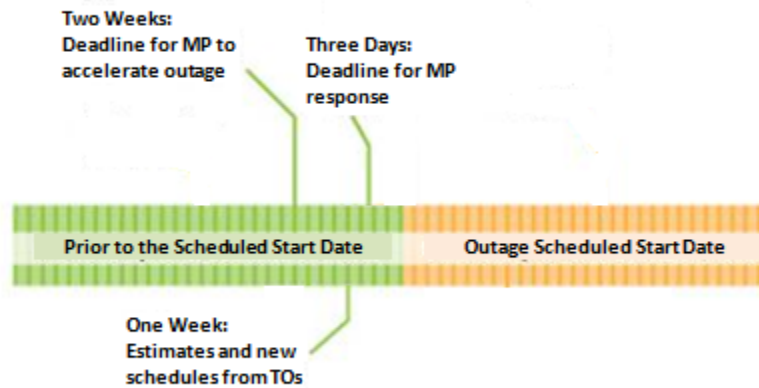 Two Weeks:
Deadline for MP to
accelerate outage
Three Days:
Deadline for MP
response
Prior to the Scheduled Start Date
Outage Scheduled Start Date
One Week:
Estimates and new
schedules from TOs